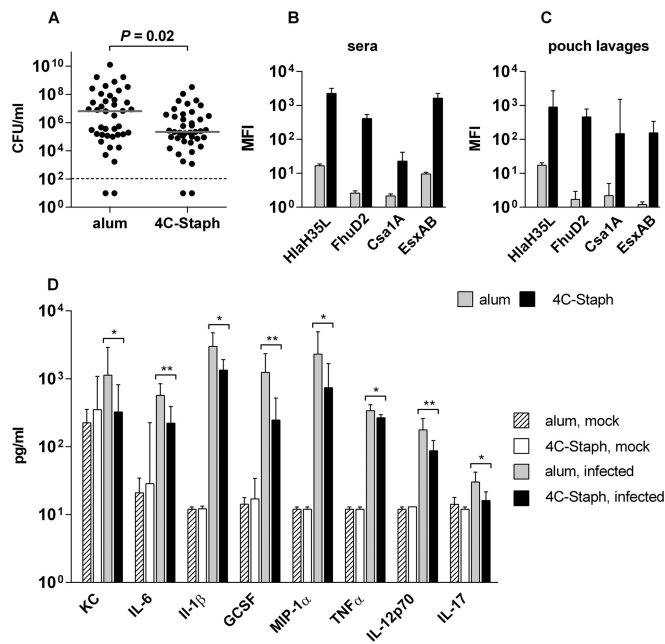 A
P = 0.02
CFU/ml
10^10
10^8
10^6
10^4
10^2
10^0
alum
4C-Staph
B
sera
MFI
10^4
10^3
10^2
10^1
10^0
HlaH35L
FhuD2
Csa1A
EsxAB
C
pouch lavages
MFI
10^4
10^3
10^2
10^1
10^0
HlaH35L
FhuD2
Csa1A
EsxAB
alum
4C-Staph
D
pg/ml
10^4
10^3
10^2
10^1
10^0
*
**
*
**
*
*
**
*
KC
IL-6
Il-1β
GCSF
MIP-1α
TNFα
IL-12p70
IL-17
alum, mock
4C-Staph, mock
alum, infected
4C-Staph, infected